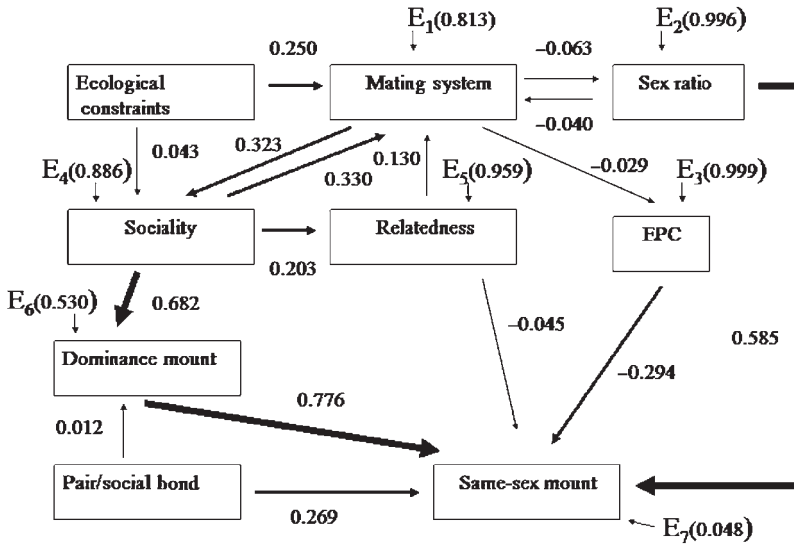 E1(0.813)
E2(0.996)
0.250
−0.063
Ecological
constraints
Mating system
Sex ratio
−0.040
0.043
0.323
0.330
0.130
−0.029
E4(0.886)
E5(0.959)
E3(0.999)
Sociality
Relatedness
EPC
0.203
0.682
E6(0.530)
−0.045
0.585
Dominance mount
−0.294
0.776
0.012
Pair/social bond
Same-sex mount
0.269
E7(0.048)